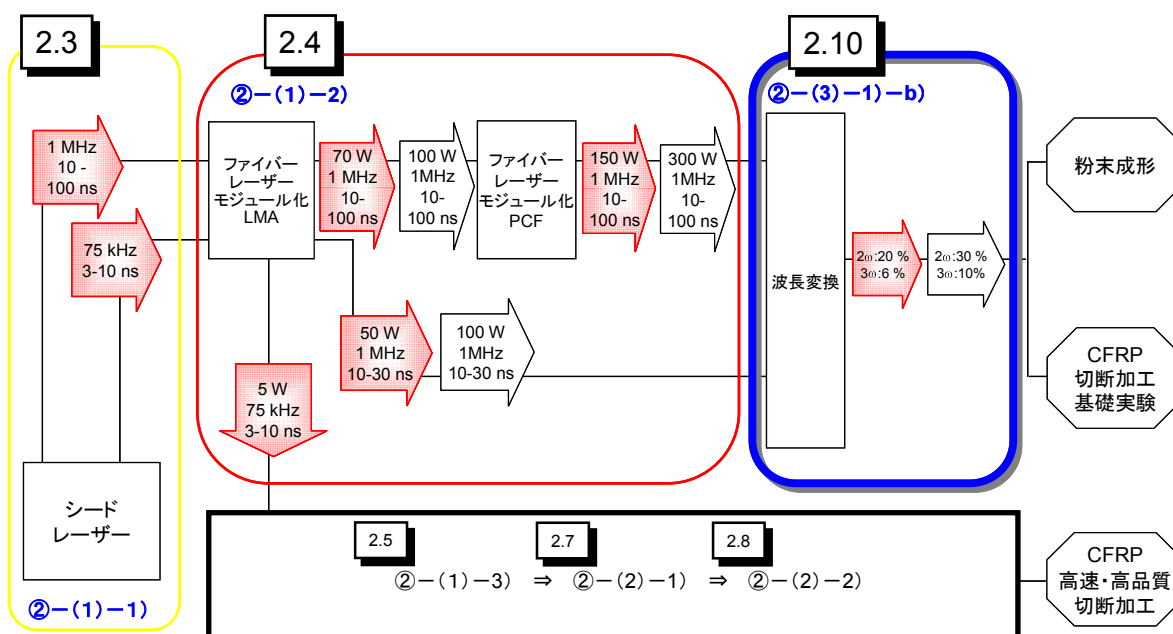 2.3
1 MHz
10 -
100 ns
75 kHz
3-10 ns
シード
レーザー
②-(1)-1)
2.4
②-(1)-2)
ファイバー
レーザー
モジュール化
LMA
70 W
1 MHz
10-
100 ns
100 W
1MHz
10-
100 ns
ファイバー
レーザー
モジュール化
PCF
150 W
1 MHz
10-
100 ns
300 W
1MHz
10-
100 ns
50 W
1 MHz
10-30 ns
100 W
1MHz
10-30 ns
5 W
75 kHz
3-10 ns
2.10
②-(3)-1)-b)
波長変換
2ω:20 %
3ω:6 %
2ω:30 %
3ω:10%
粉末成形
CFRP
切断加工
基礎実験
2.5 2.7 2.8
②-(1)-3) ⇒ ②-(2)-1) ⇒ ②-(2)-2)
CFRP
高速・高品質
切断加工